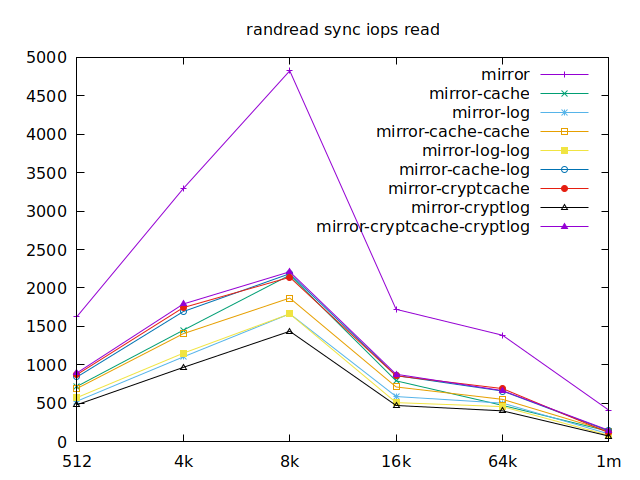 randread sync iops read
5000
4500
4000
3500
3000
2500
2000
1500
1000
500
0
mirror
mirror-cache
mirror-log
mirror-cache-cache
mirror-log-log
mirror-cache-log
mirror-cryptcache
mirror-cryptlog
mirror-cryptcache-cryptlog
512 4k 8k 16k 64k 1m